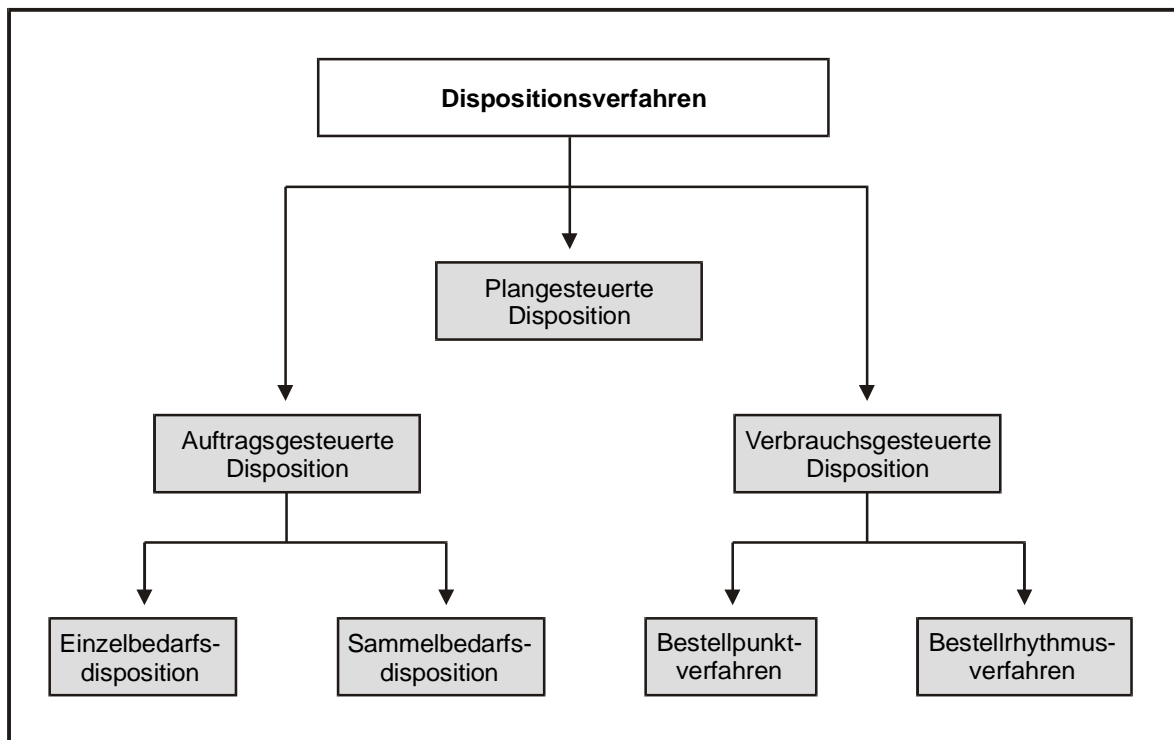 Dispositionsverfahren
Plangesteuerte
Disposition
Auftragsgesteuerte
Disposition
Verbrauchsgesteuerte
Disposition
Einzelbedarfs-
disposition
Sammelbedarfs-
disposition
Bestellpunkt-
verfahren
Bestellrhythmus-
verfahren